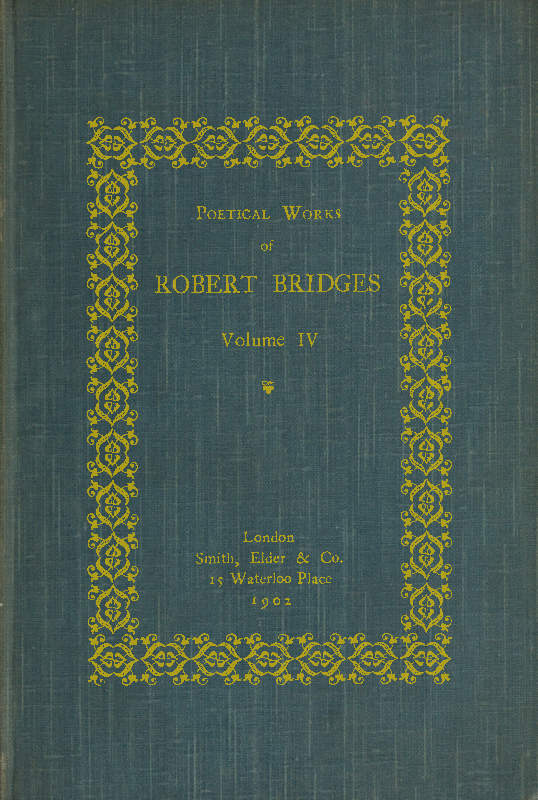 Poetical Works
of
ROBERT BRIDGES
Volume IV
London
Smith, Elder & Co.
15 Waterloo Place
1902